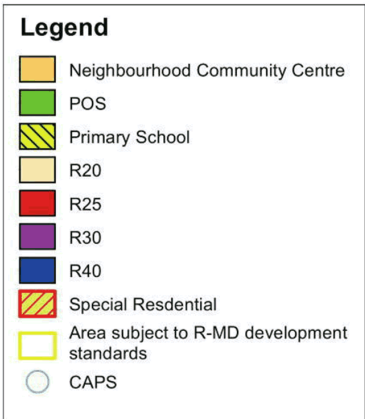 Legend
Neighbourhood Community Centre
POS
Primary School
R20
R25
R30
R40
Special Resdential
Area subject to R-MD development
standards
CAPS